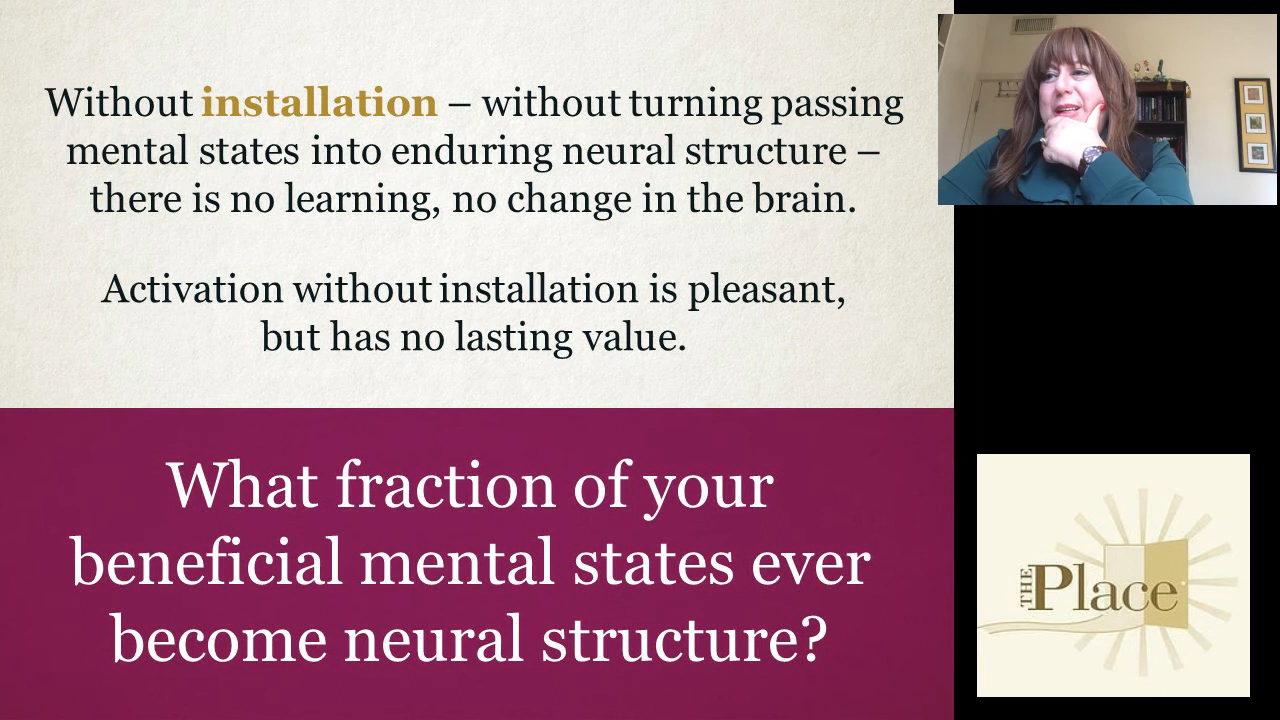 Without installation – without turning passing
mental states into enduring neural structure –
there is no learning, no change in the brain.
Activation without installation is pleasant,
but has no lasting value.
What fraction of your
beneficial mental states ever
become neural structure?
THE Place